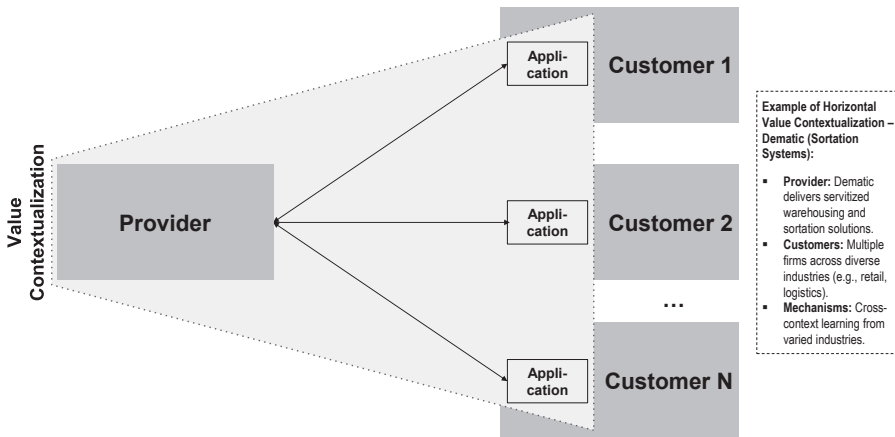 Value
Contextualization
Provider
Appli-
cation
Customer 1
Appli-
cation
Customer 2
...
Appli-
cation
Customer N
Example of Horizontal
Value Contextualization –
Dematic (Sortation
Systems):
▪ Provider: Dematic
delivers servitized
warehousing and
sortation solutions.
▪ Customers: Multiple
firms across diverse
industries (e.g., retail,
logistics).
▪ Mechanisms: Cross-
context learning from
varied industries.